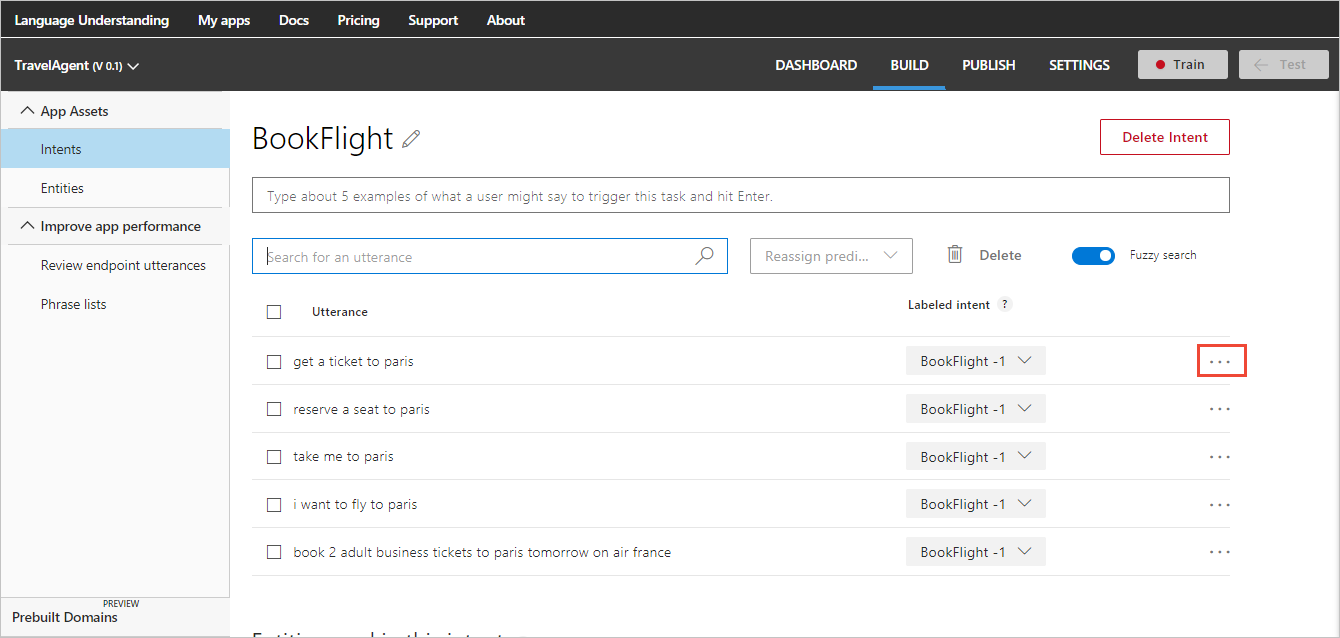 Language Understanding My apps Docs Pricing Support About
TravelAgent (V 0.1) DASHBOARD BUILD PUBLISH SETTINGS Train Test
App Assets
Intents
Entities
Improve app performance
Review endpoint utterances
Phrase lists
PREVIEW
Prebuilt Domains
BookFlight Delete Intent
Type about 5 examples of what a user might say to trigger this task and hit Enter.
Search for an utterance Reassign predi... Delete Fuzzy search
Utterance Labeled intent ?
get a ticket to paris BookFlight -1 ...
reserve a seat to paris BookFlight -1 ...
take me to paris BookFlight -1 ...
i want to fly to paris BookFlight -1 ...
book 2 adult business tickets to paris tomorrow on air france BookFlight -1 ...